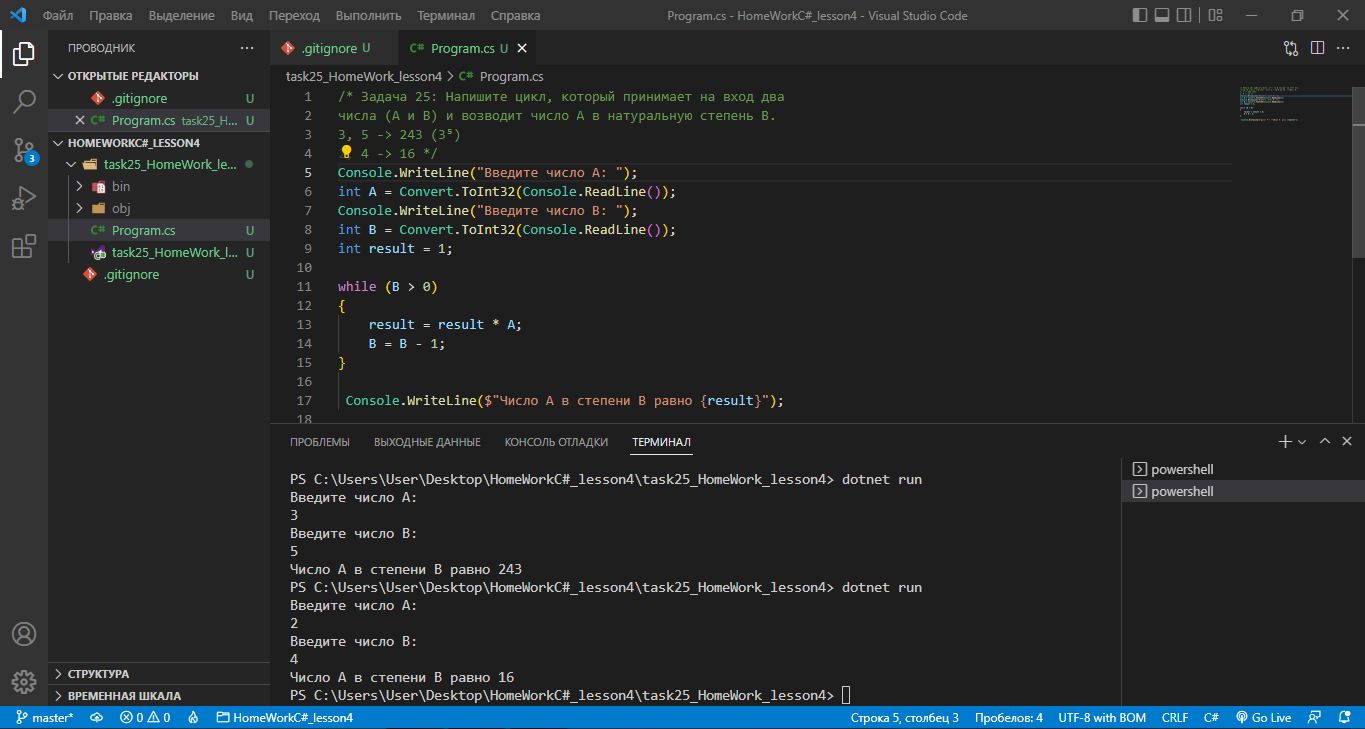 Файл Правка Выделение Вид Переход Выполнить Терминал Справка Program.cs - HomeWorkC#_lesson4 - Visual Studio Code
ПРОВОДНИК
ОТКРЫТЫЕ РЕДАКТОРЫ
.gitignore U
C# Program.cs task25_H... U
3
HOMEWORKC#_LESSON4
task25_HomeWork_le...
bin
obj
C# Program.cs U
task25_HomeWork_l... U
.gitignore U
СТРУКТУРА
ВРЕМЕННАЯ ШКАЛА
.gitignore U C# Program.cs U
task25_HomeWork_lesson4 > C# Program.cs
1 /* Задача 25: Напишите цикл, который принимает на вход два
2 числа (A и B) и возводит число A в натуральную степень B.
3 3, 5 -> 243 (3⁵)
4 4 -> 16 */
5 Console.WriteLine("Введите число A: ");
6 int A = Convert.ToInt32(Console.ReadLine());
7 Console.WriteLine("Введите число B: ");
8 int B = Convert.ToInt32(Console.ReadLine());
9 int result = 1;
10
11 while (B > 0)
12 {
13 result = result * A;
14 B = B - 1;
15 }
16
17 Console.WriteLine($"Число A в степени B равно {result}");
18
ПРОБЛЕМЫ ВЫХОДНЫЕ ДАННЫЕ КОНСОЛЬ ОТЛАДКИ ТЕРМИНАЛ
PS C:\Users\User\Desktop\HomeWorkC#_lesson4\task25_HomeWork_lesson4> dotnet run
Введите число A:
3
Введите число B:
5
Число A в степени B равно 243
PS C:\Users\User\Desktop\HomeWorkC#_lesson4\task25_HomeWork_lesson4> dotnet run
Введите число A:
2
Введите число B:
4
Число A в степени B равно 16
PS C:\Users\User\Desktop\HomeWorkC#_lesson4\task25_HomeWork_lesson4>
powershell
powershell
master* 0 0 HomeWorkC#_lesson4 Строка 5, столбец 3 Пробелов: 4 UTF-8 with BOM CRLF C# Go Live